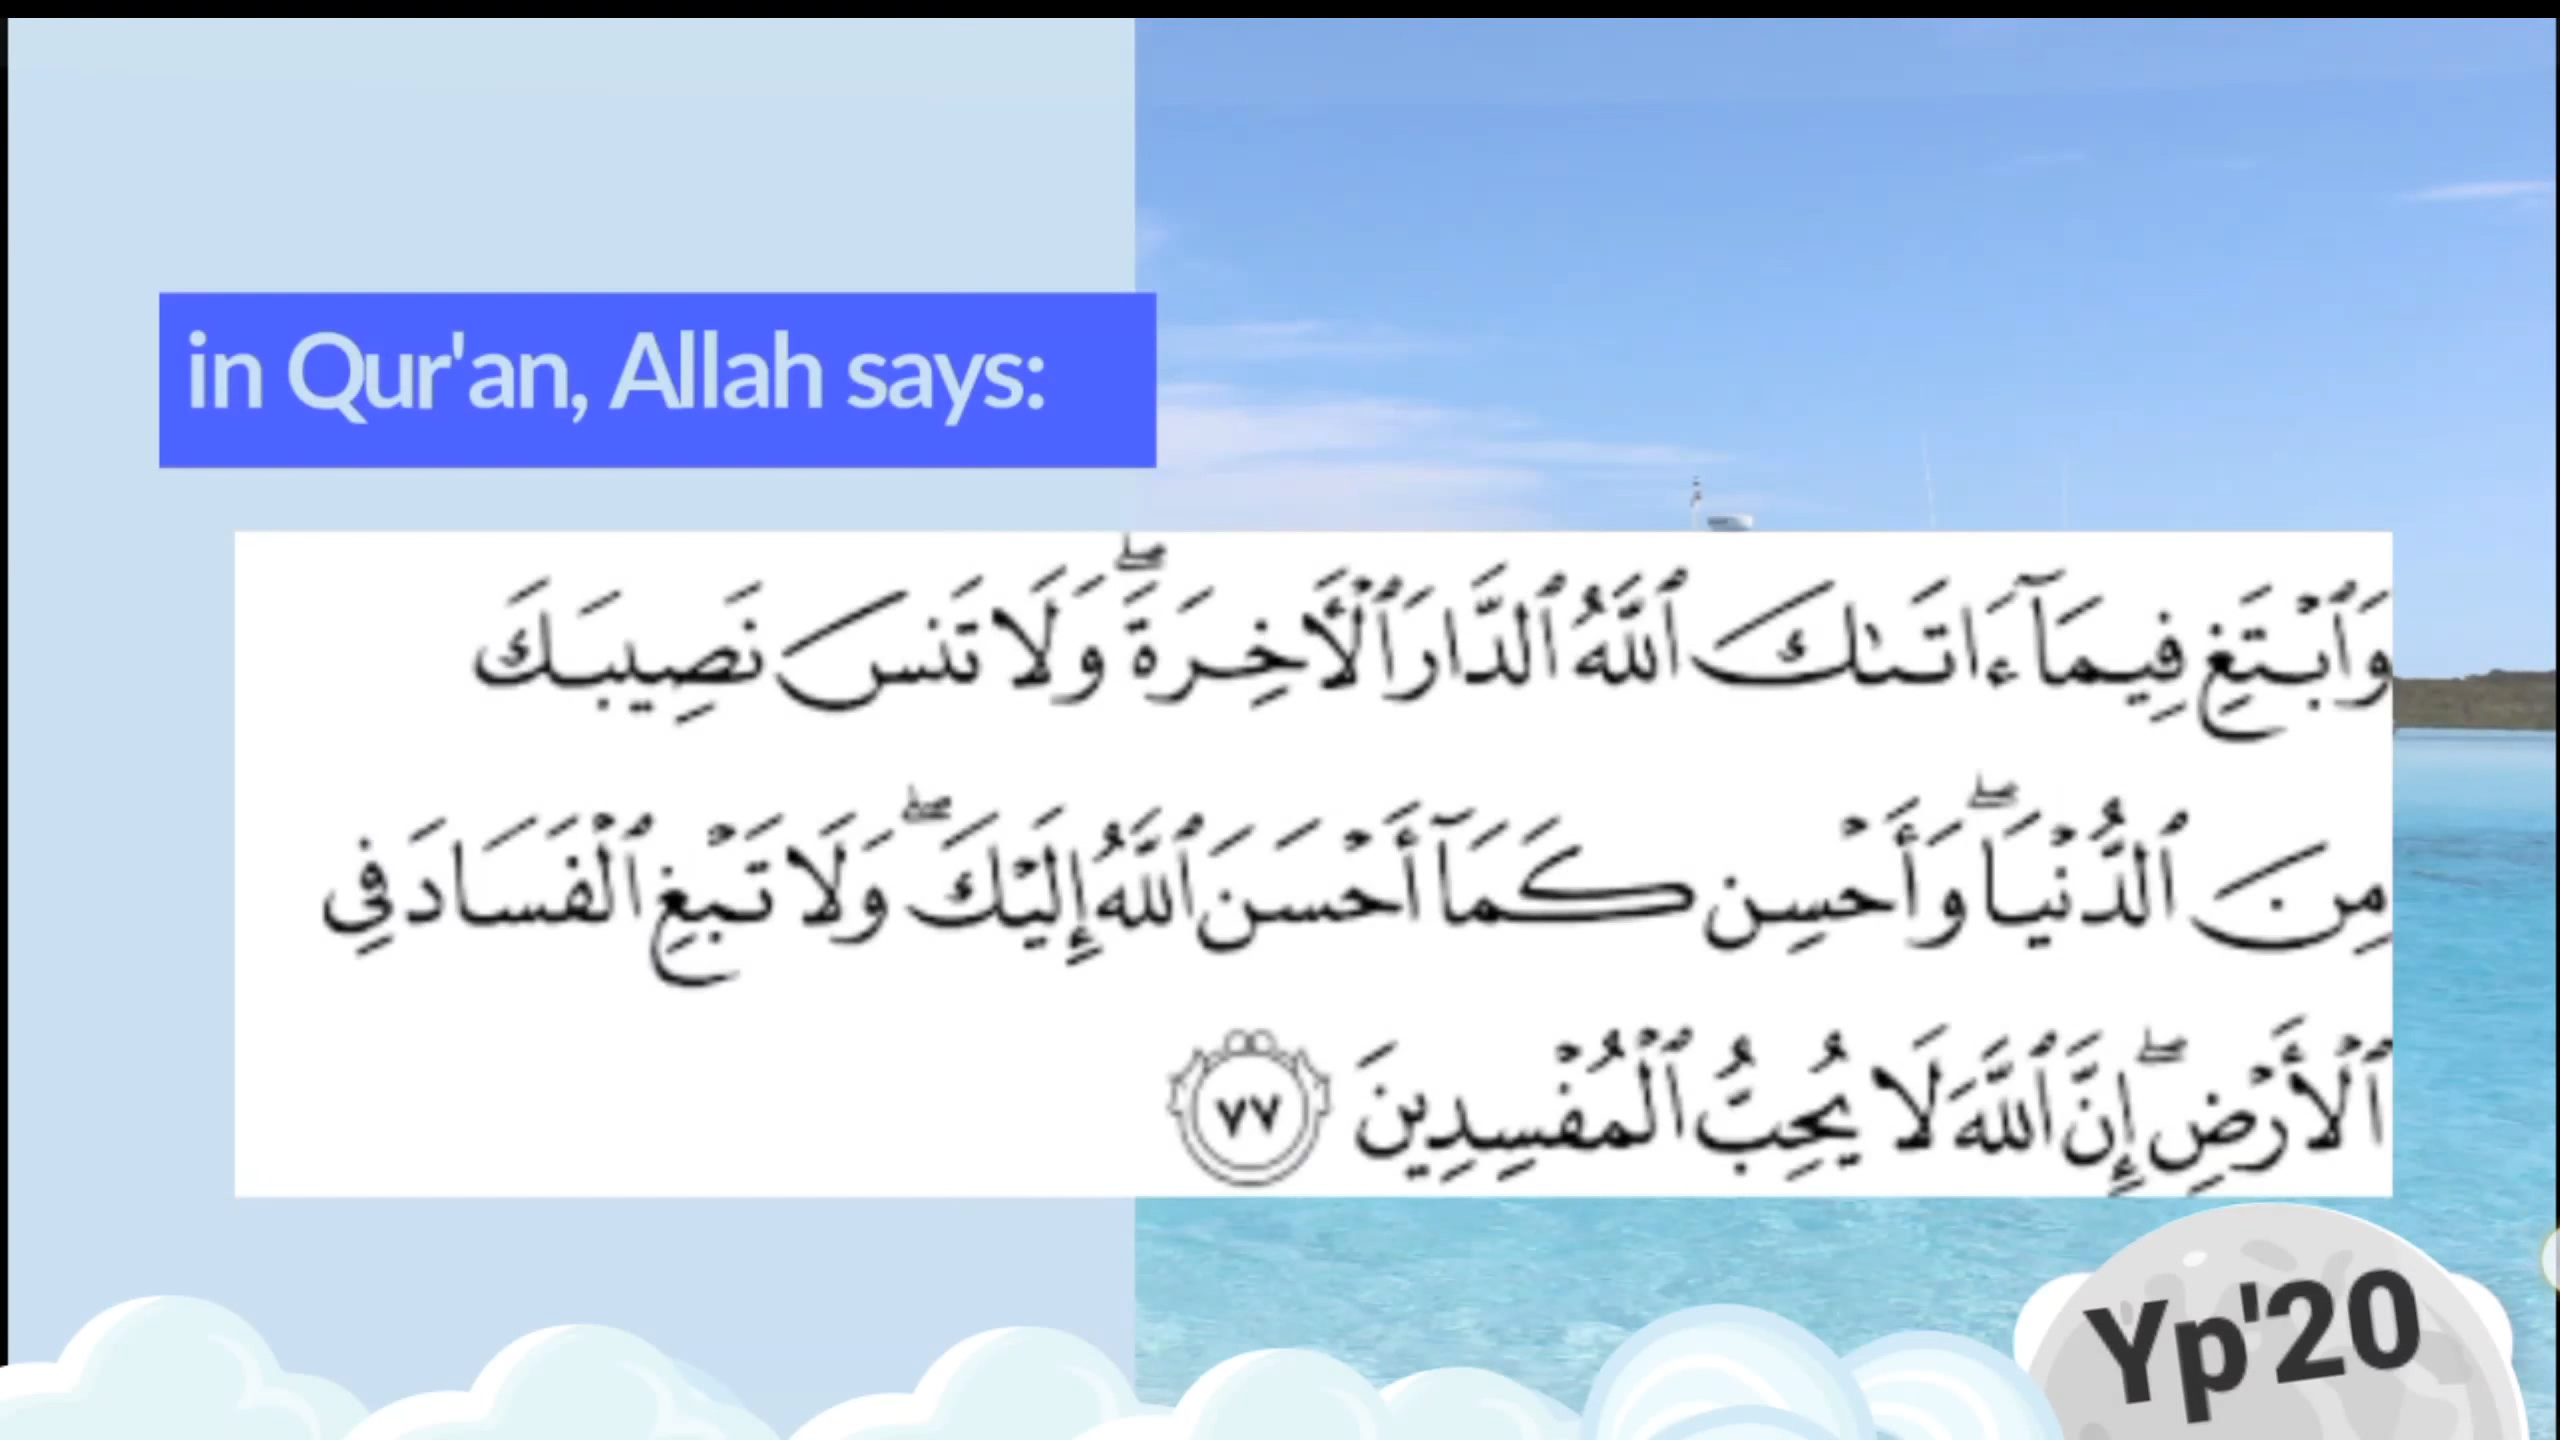 in Qur'an, Allah says:
وَٱبْتَغِ فِيمَآ ءَاتَىٰكَ ٱللَّهُ ٱلدَّارَ ٱلْأَخِرَةَ ۖ وَلَا تَنسَ نَصِيبَكَ
مِنَ ٱلدُّنْيَا ۖ وَأَحْسِن كَمَآ أَحْسَنَ ٱللَّهُ إِلَيْكَ ۖ وَلَا تَبْغِ ٱلْفَسَادَ فِى
ٱلْأَرْضِ ۖ إِنَّ ٱللَّهَ لَا يُحِبُّ ٱلْمُفْسِدِينَ ٧٧
Yp'20